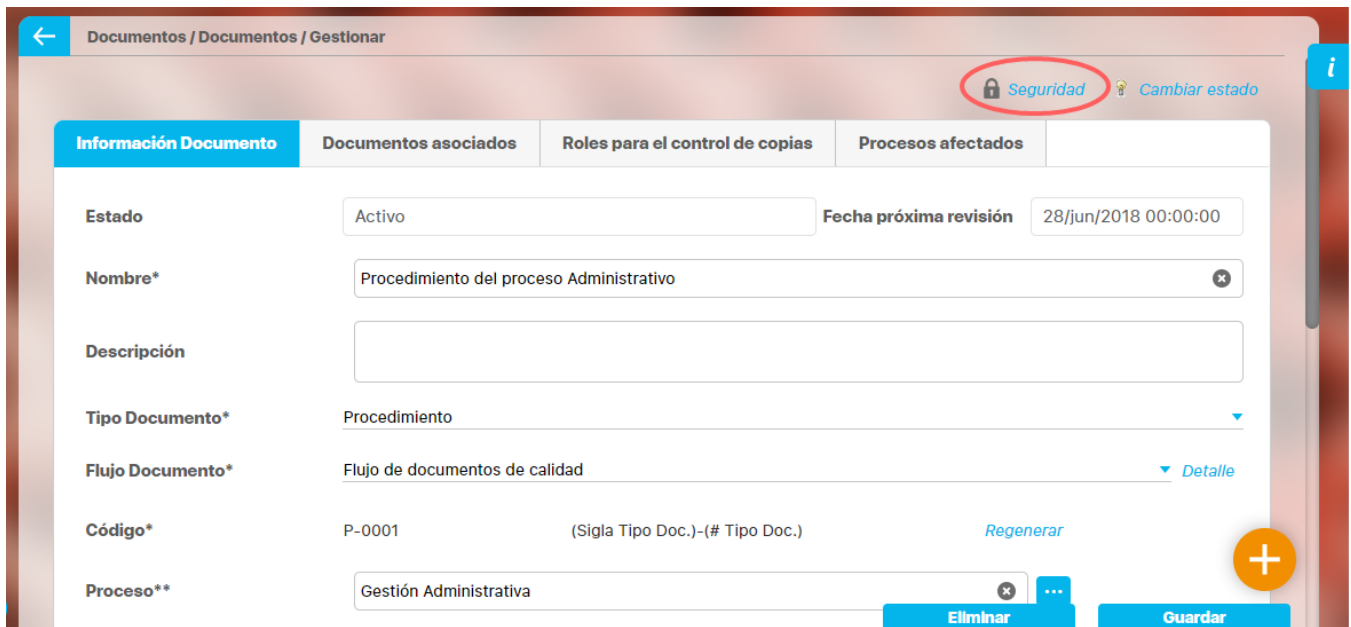 Documentos / Documentos / Gestionar
i
Seguridad Cambiar estado
Información Documento Documentos asociados Roles para el control de copias Procesos afectados
Estado Activo Fecha próxima revisión 28/jun/2018 00:00:00
Nombre* Procedimiento del proceso Administrativo
Descripción
Tipo Documento* Procedimiento
Flujo Documento* Flujo de documentos de calidad Detalle
Código* P-0001 (Sigla Tipo Doc.)-(# Tipo Doc.) Regenerar
Proceso** Gestión Administrativa ...
Eliminar Guardar